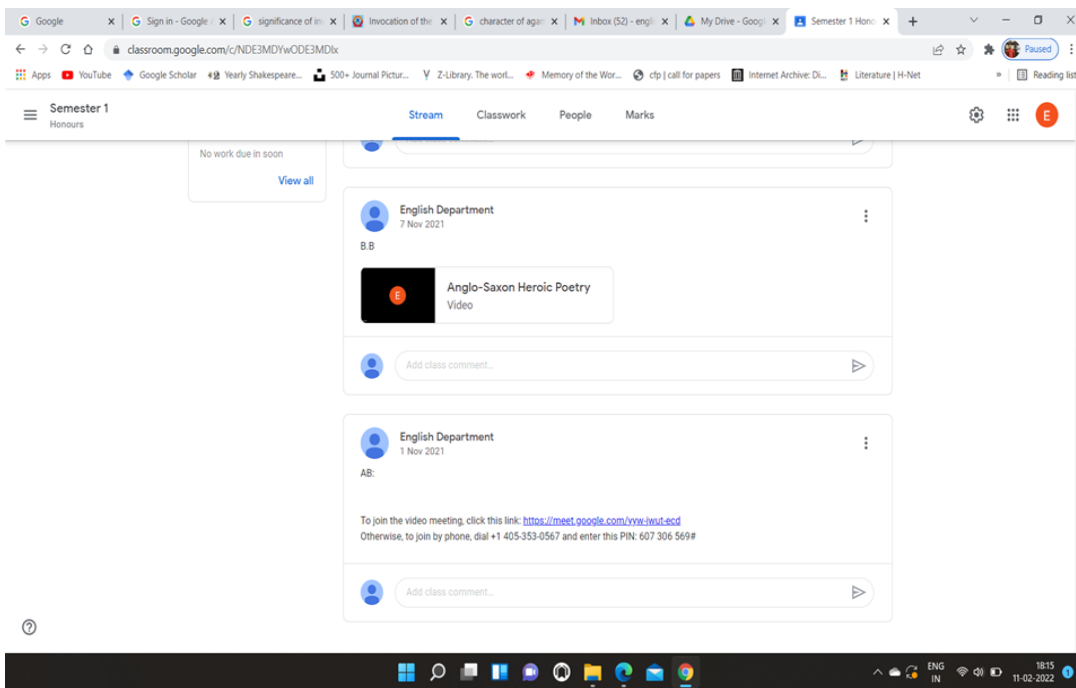 Google
Sign in - Google A
significance of in
Invocation of the
character of agam
Inbox (52) - engli
My Drive - Googl
Semester 1 Hono
classroom.google.com/c/NDE3MDYwODE3MDIx
Paused
Apps
YouTube
Google Scholar
Yearly Shakespeare...
500+ Journal Pictur...
Z-Library. The worl...
Memory of the Wor...
cfp | call for papers
Internet Archive: Di...
Literature | H-Net
»
Reading list
Semester 1
Honours
Stream
Classwork
People
Marks
E
No work due in soon
View all
English Department
7 Nov 2021
B.B
E
Anglo-Saxon Heroic Poetry
Video
Add class comment...
English Department
1 Nov 2021
AB:
To join the video meeting, click this link: https://meet.google.com/yyw-jwut-ecd
Otherwise, to join by phone, dial +1 405-353-0567 and enter this PIN: 607 306 569#
Add class comment...
ENG
IN
18:15
11-02-2022
1